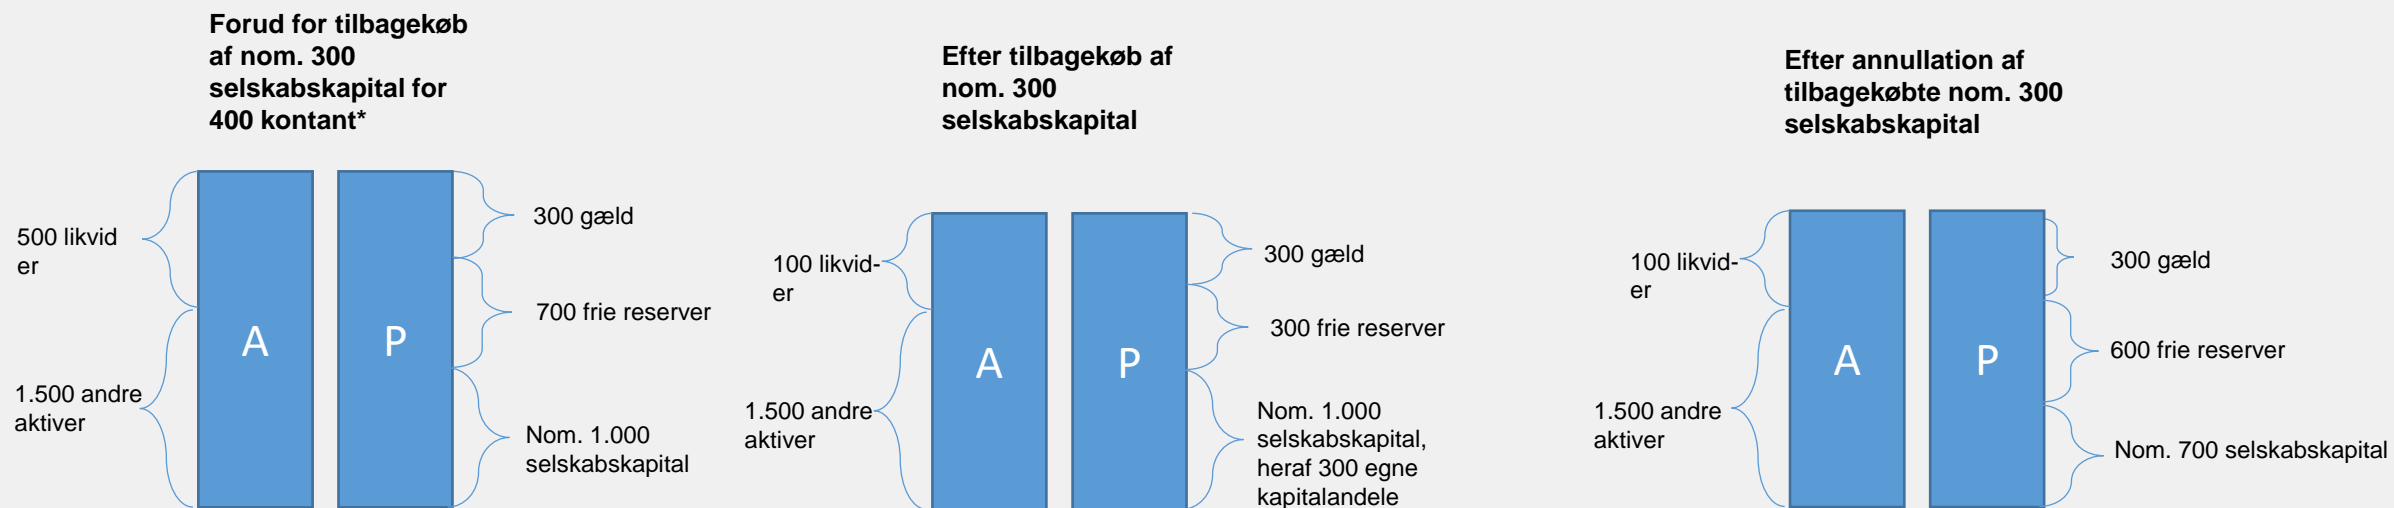 Forud for tilbagekøb
af nom. 300
selskabskapital for
400 kontant*
500 likvid
er
1.500 andre
aktiver
A
P
300 gæld
700 frie reserver
Nom. 1.000
selskabskapital
Efter tilbagekøb af
nom. 300
selskabskapital
100 likvid-
er
1.500 andre
aktiver
A
P
300 gæld
300 frie reserver
Nom. 1.000
selskabskapital,
heraf 300 egne
kapitalandele
Efter annullation af
tilbagekøbte nom. 300
selskabskapital
100 likvid-
er
1.500 andre
aktiver
A
P
300 gæld
600 frie reserver
Nom. 700 selskabskapital